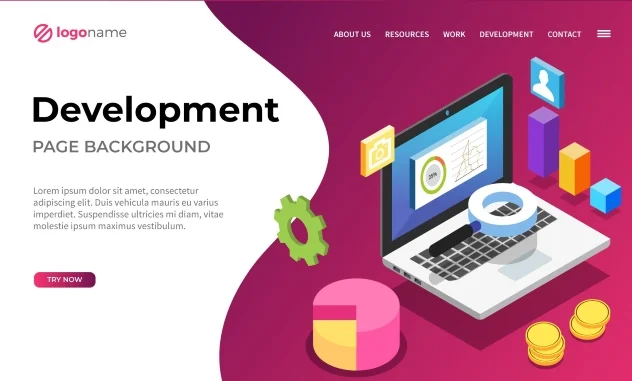 logoname
ABOUT US RESOURCES WORK DEVELOPMENT CONTACT
Development
PAGE BACKGROUND
Lorem ipsum dolor sit amet, consectetur
adipiscing elit. Duis vehicula mauris eu varius
imperdiet. Suspendisse ultricies mi diam, vitae
molestie ipsum maximus vestibulum.
TRY NOW